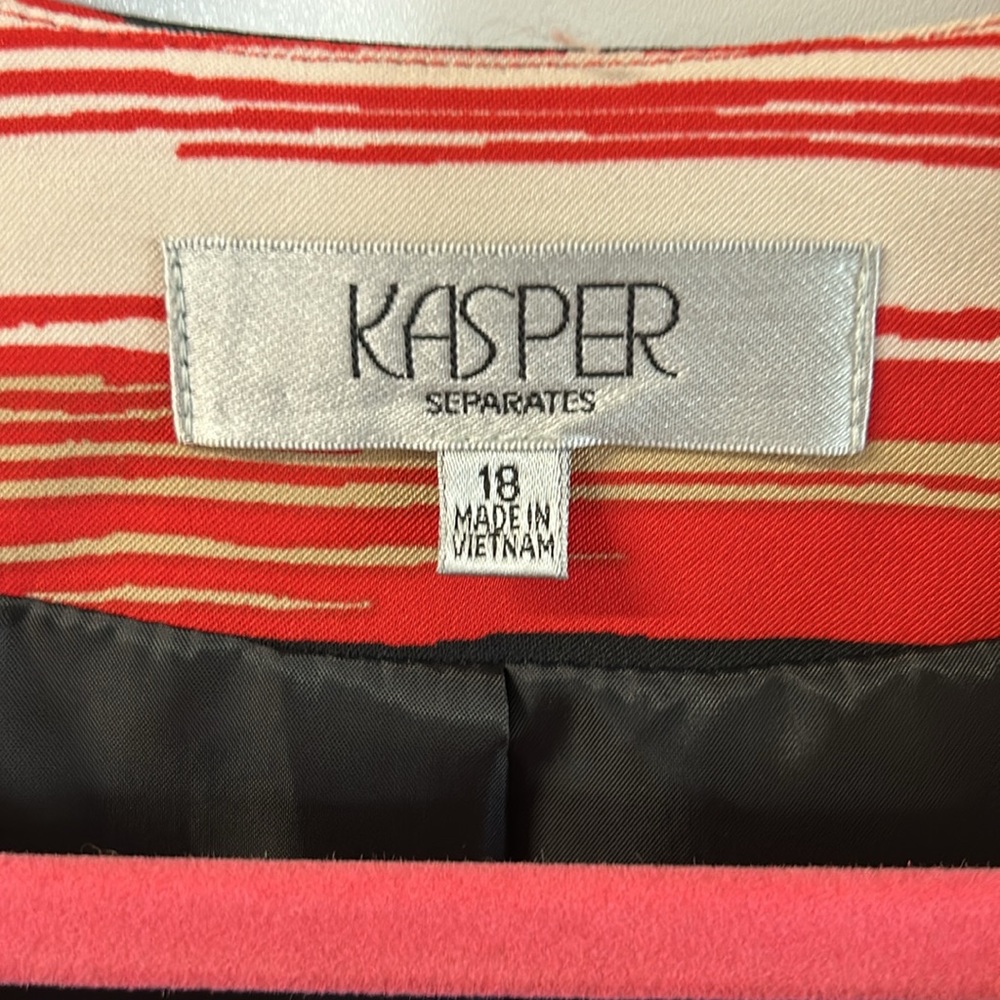 KASPER
SEPARATES
18
MADE IN
VIETNAM